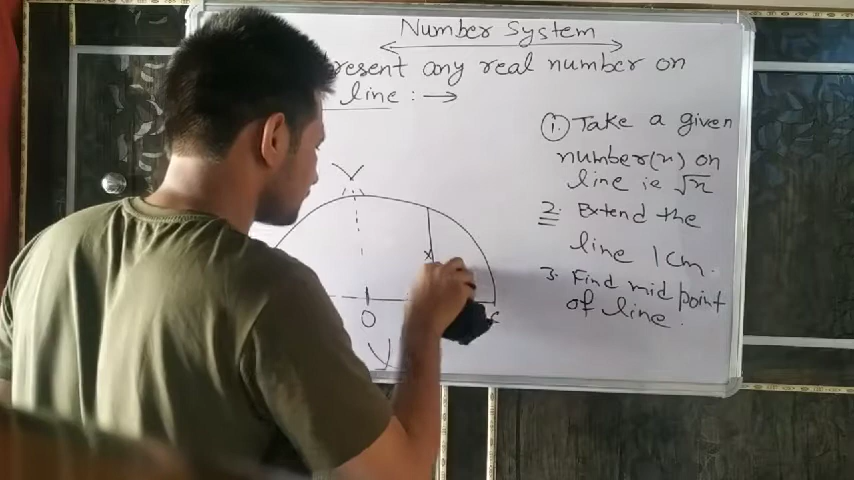 Number System
resent any real number on
line : →
① Take a given
number(n) on
line ie √n
2. Extend the
line 1cm.
3. Find mid point
of line.
x
O
C